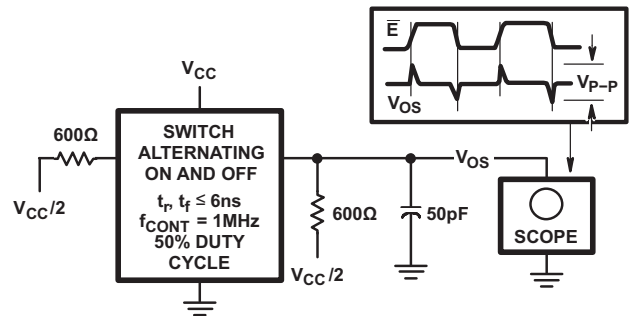 E
V_OS
V_P–P
V_CC
600Ω
V_CC/2
SWITCH
ALTERNATING
ON AND OFF
t_r, t_f ≤ 6ns
f_CONT = 1MHz
50% DUTY
CYCLE
600Ω
V_CC/2
50pF
V_OS
SCOPE